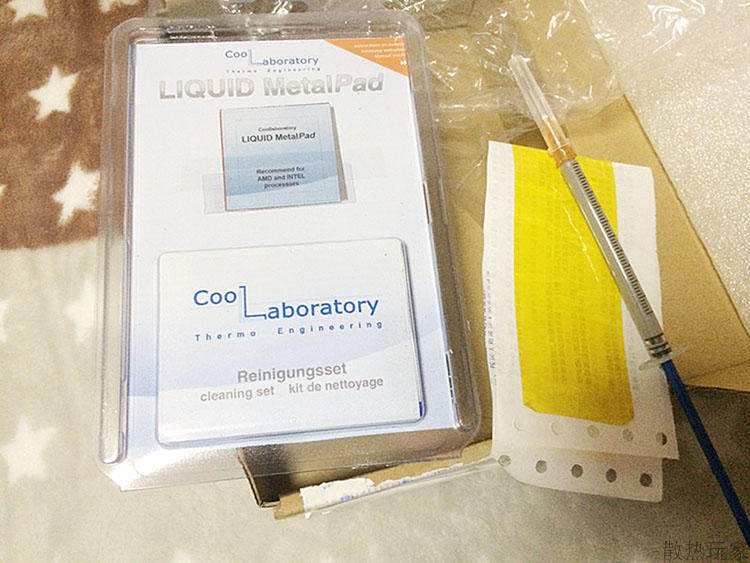 Coollaboratory
Thermo Engineering
LIQUID MetalPad
Coollaboratory
LIQUID MetalPad
Recommend for
AMD and INTEL
processors
CooLaboratory
Thermo Engineering
Reinigungsset
cleaning set kit de nettoyage
散热玩家